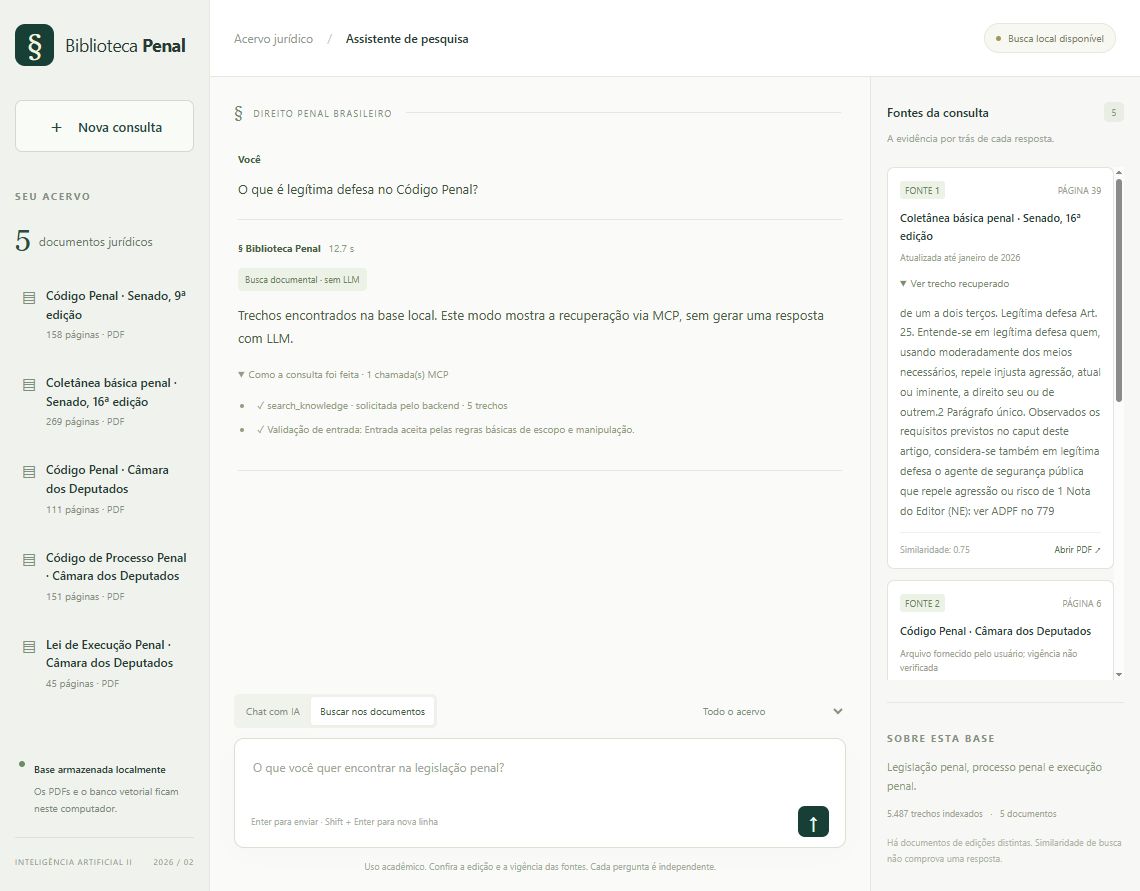 § Biblioteca Penal
+ Nova consulta
SEU ACERVO
5 documentos jurídicos
Código Penal · Senado, 9ª
edição
158 páginas · PDF
Coletânea básica penal ·
Senado, 16ª edição
269 páginas · PDF
Código Penal · Câmara
dos Deputados
111 páginas · PDF
Código de Processo Penal
· Câmara dos Deputados
151 páginas · PDF
Lei de Execução Penal ·
Câmara dos Deputados
45 páginas · PDF
Base armazenada localmente
Os PDFs e o banco vetorial ficam
neste computador.
INTELIGÊNCIA ARTIFICIAL II 2026 / 02
Acervo jurídico / Assistente de pesquisa
Busca local disponível
§ DIREITO PENAL BRASILEIRO
Você
O que é legítima defesa no Código Penal?
§ Biblioteca Penal 12.7 s
Busca documental · sem LLM
Trechos encontrados na base local. Este modo mostra a recuperação via MCP, sem gerar uma resposta
com LLM.
▼ Como a consulta foi feita · 1 chamada(s) MCP
• ✓ search_knowledge · solicitada pelo backend · 5 trechos
• ✓ Validação de entrada: Entrada aceita pelas regras básicas de escopo e manipulação.
Chat com IA Buscar nos documentos Todo o acervo
O que você quer encontrar na legislação penal?
Enter para enviar · Shift + Enter para nova linha
↑
Uso acadêmico. Confira a edição e a vigência das fontes. Cada pergunta é independente.
Fontes da consulta 5
A evidência por trás de cada resposta.
FONTE 1 PÁGINA 39
Coletânea básica penal · Senado, 16ª
edição
Atualizada até janeiro de 2026
▼ Ver trecho recuperado
de um a dois terços. Legítima defesa Art.
25. Entende-se em legítima defesa quem,
usando moderadamente dos meios
necessários, repele injusta agressão, atual
ou iminente, a direito seu ou de
outrem.2 Parágrafo único. Observados os
requisitos previstos no caput deste
artigo, considera-se também em legítima
defesa o agente de segurança pública
que repele agressão ou risco de 1 Nota
do Editor (NE): ver ADPF no 779
Similaridade: 0.75 Abrir PDF ↗
FONTE 2 PÁGINA 6
Código Penal · Câmara dos Deputados
Arquivo fornecido pelo usuário; vigência não
verificada
SOBRE ESTA BASE
Legislação penal, processo penal e execução
penal.
5.487 trechos indexados · 5 documentos
Há documentos de edições distintas. Similaridade de busca
não comprova uma resposta.